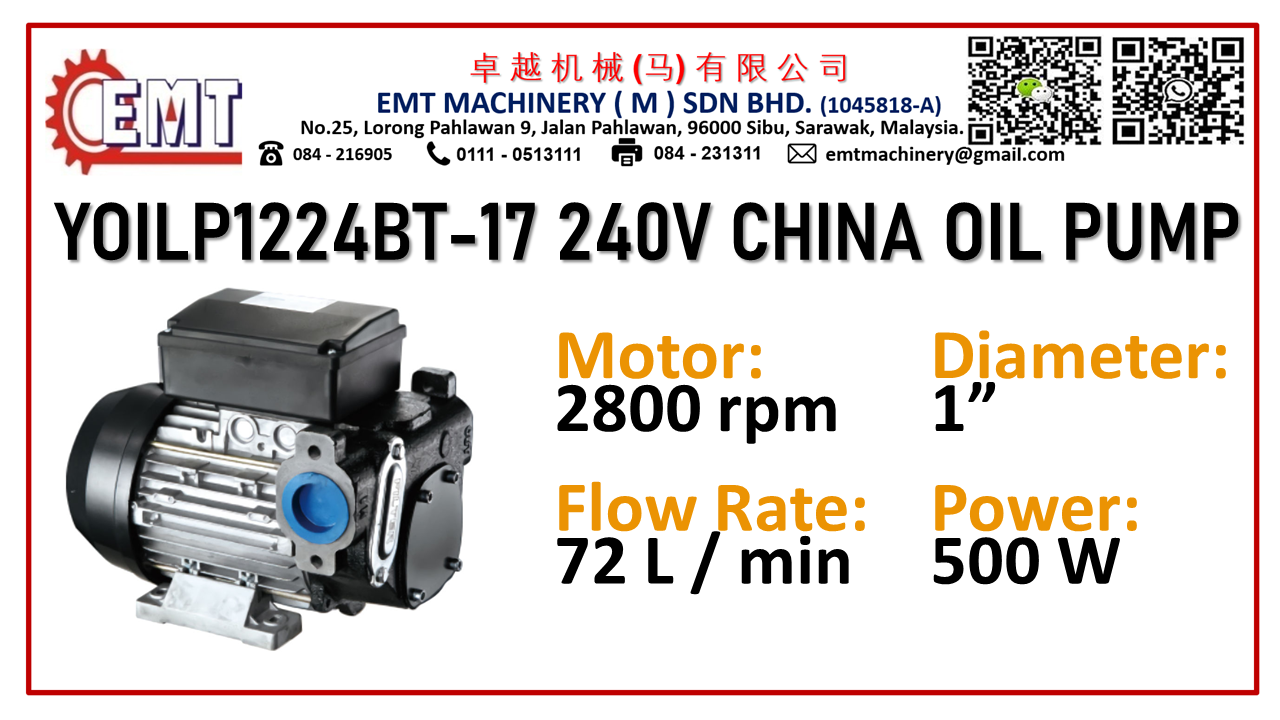 EMT
卓越机械(马)有限公司
EMT MACHINERY ( M ) SDN BHD. (1045818-A)
No.25, Lorong Pahlawan 9, Jalan Pahlawan, 96000 Sibu, Sarawak, Malaysia.
084 - 216905 0111 - 0513111 084 - 231311 emtmachinery@gmail.com
YOILP1224BT-17 240V CHINA OIL PUMP
Motor: Diameter:
2800 rpm 1”
Flow Rate: Power:
72 L / min 500 W